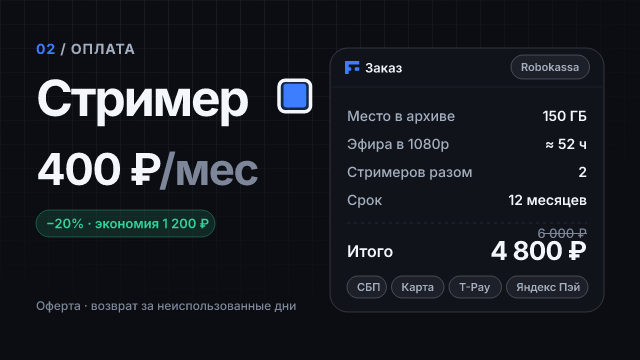 02 / ОПЛАТА
Стример
400 ₽/мес
−20% · экономия 1 200 ₽
Оферта · возврат за неиспользованные дни
Заказ
Robokassa
Место в архиве 150 ГБ
Эфира в 1080p ≈ 52 ч
Стримеров разом 2
Срок 12 месяцев
6 000 ₽
Итого 4 800 ₽
СБП Карта T-Pay Яндекс Пэй